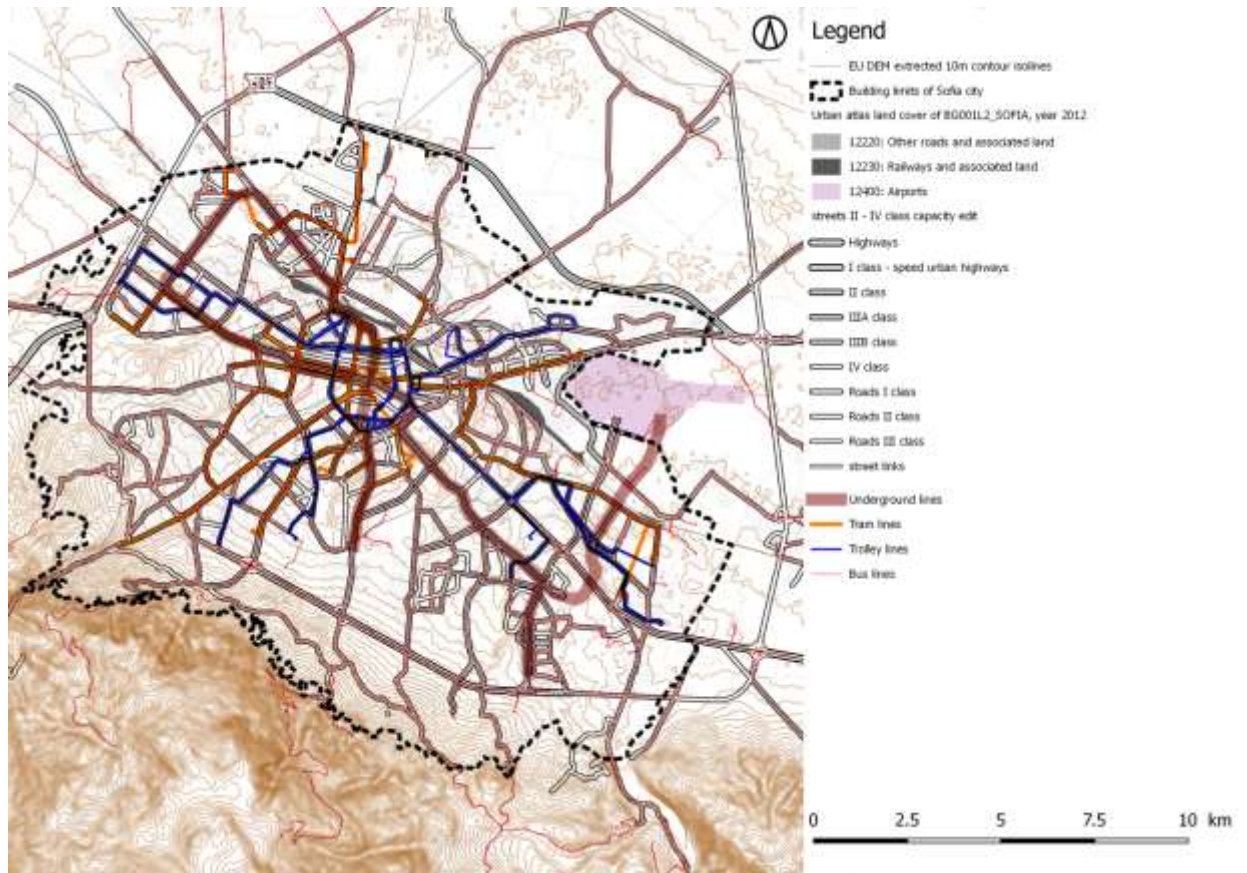 Legend
EU DEM extrected 10m contour isolines
Building limits of Sofia city
Urban atlas land cover of BG001L2_SOFIA, year 2012
12220: Other roads and associated land
12230: Railways and associated land
12400: Airports
streets II - IV class capacity edit
Highways
I class - speed urban highways
II class
IIIA class
IIIB class
IV class
Roads I class
Roads II class
Roads III class
street links
Underground lines
Tram lines
Trolley lines
Bus lines
0 2.5 5 7.5 10 km